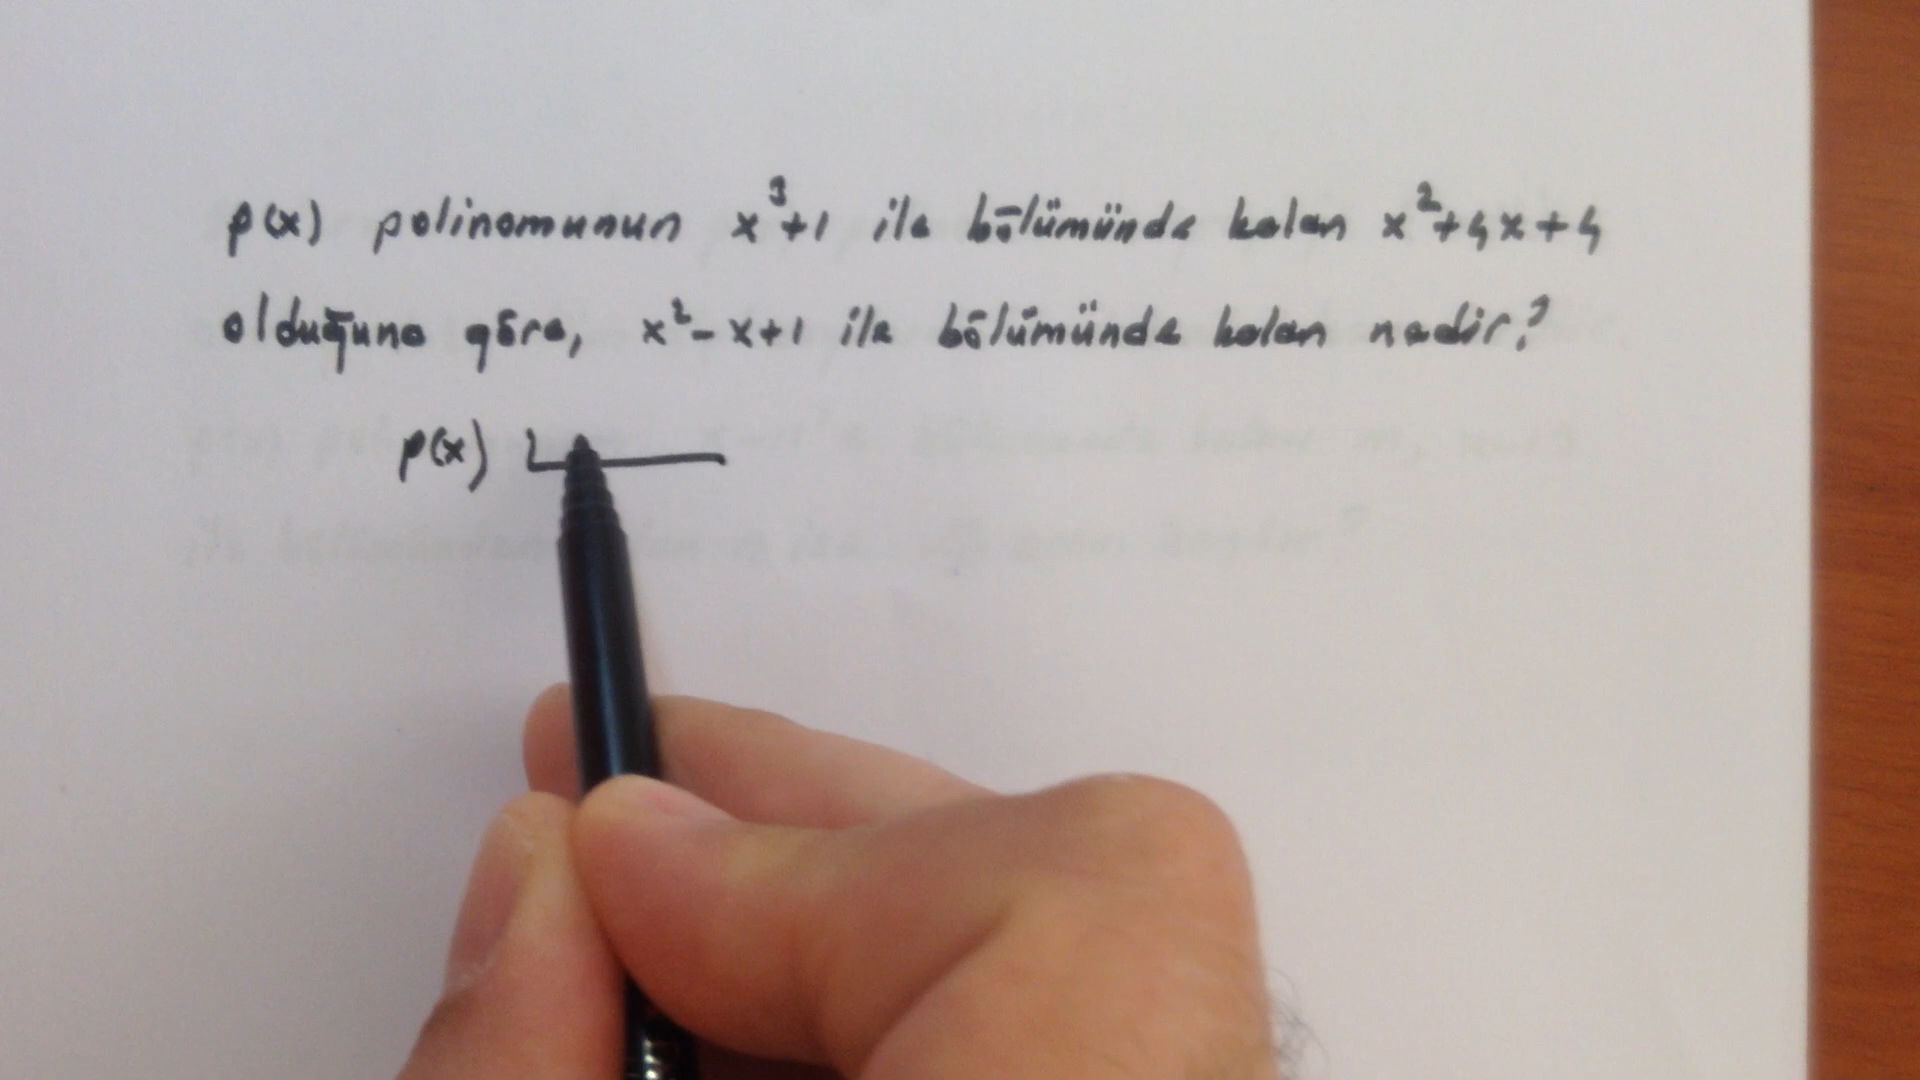 p(x) polinomunun x³+1 ile bölümünde kalan x²+4x+4
olduğuna göre, x²-x+1 ile bölümünde kalan nedir?
p(x)